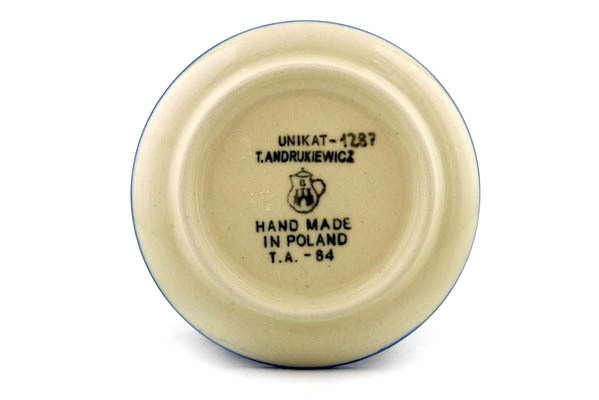 UNIKAT-1287
T.ANDRUKIEWICZ
B
HAND MADE
IN POLAND
T.A. - 84